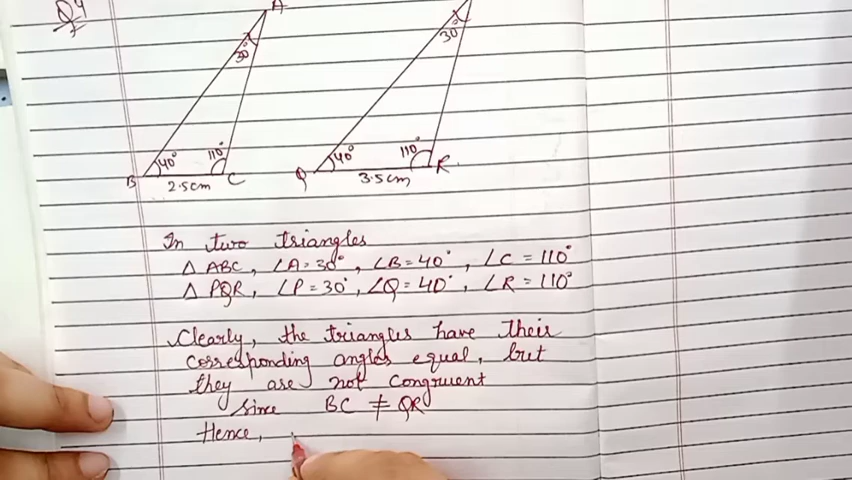 Q4
A
30°
30°
40°
110°
40°
110°
B
2.5cm
C
Q
3.5cm
R
In two triangles
△ ABC, ∠A=30°, ∠B=40°, ∠C=110°
△ PQR, ∠P=30°, ∠Q=40°, ∠R=110°
Clearly, the triangles have their
corresponding angles equal, but
they are not congruent
since BC ≠ QR
Hence,